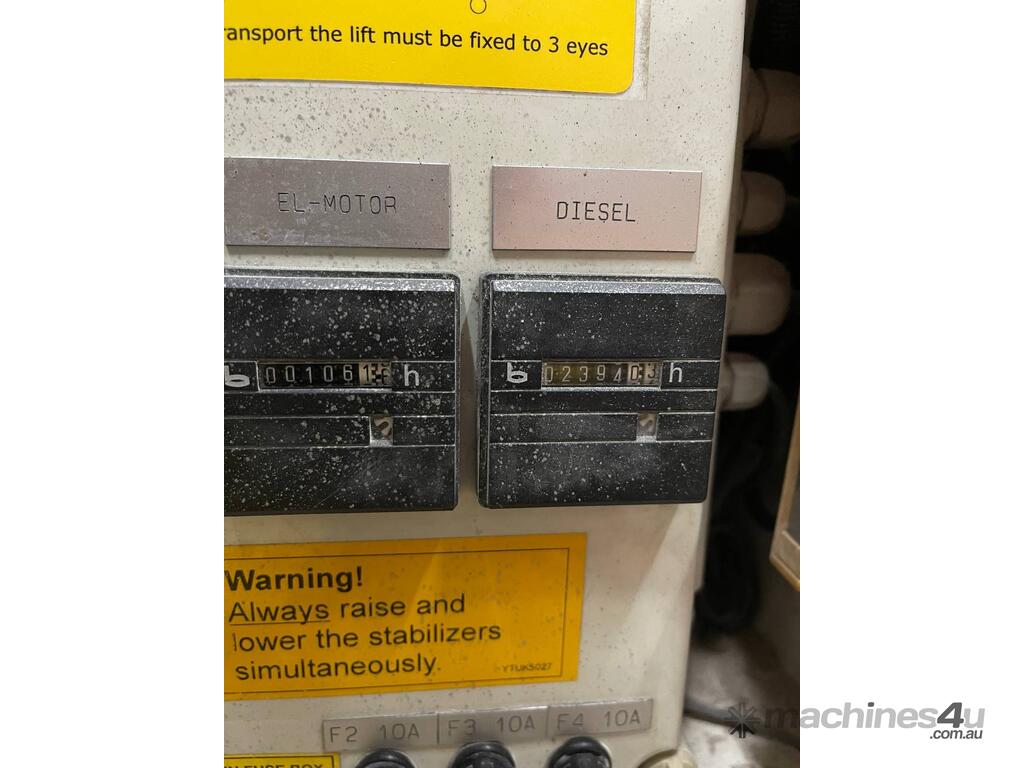 ransport the lift must be fixed to 3 eyes
EL-MOTOR
DIESEL
h
h
Warning!
Always raise and
lower the stabilizers
simultaneously.
YTUK5027
F2 10A
F3 10A
F4 10A
machines4u
.com.au